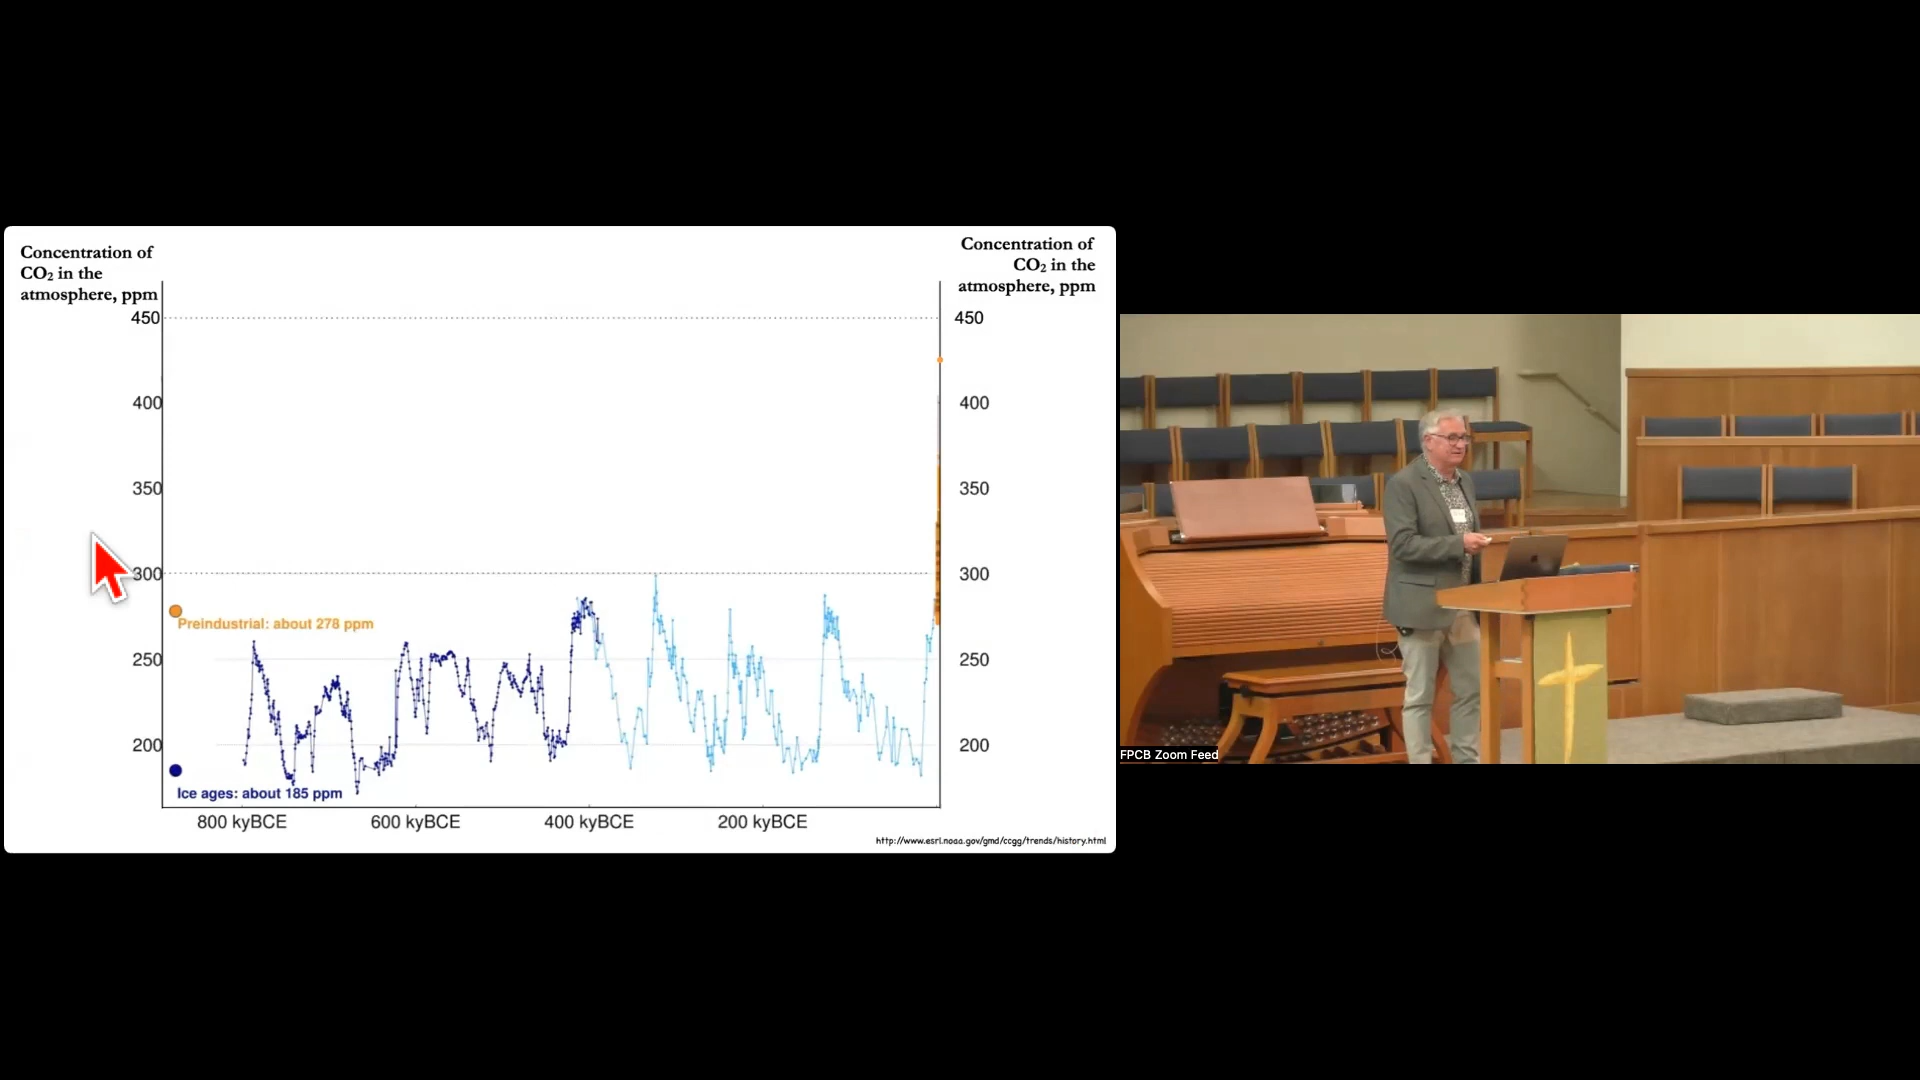 Concentration of
CO₂ in the
atmosphere, ppm
Concentration of
CO₂ in the
atmosphere, ppm
450
450
400
400
350
350
300
300
Preindustrial: about 278 ppm
250
250
200
200
Ice ages: about 185 ppm
800 kyBCE
600 kyBCE
400 kyBCE
200 kyBCE
http://www.esrl.noaa.gov/gmd/ccgg/trends/history.html
FPCB Zoom Feed